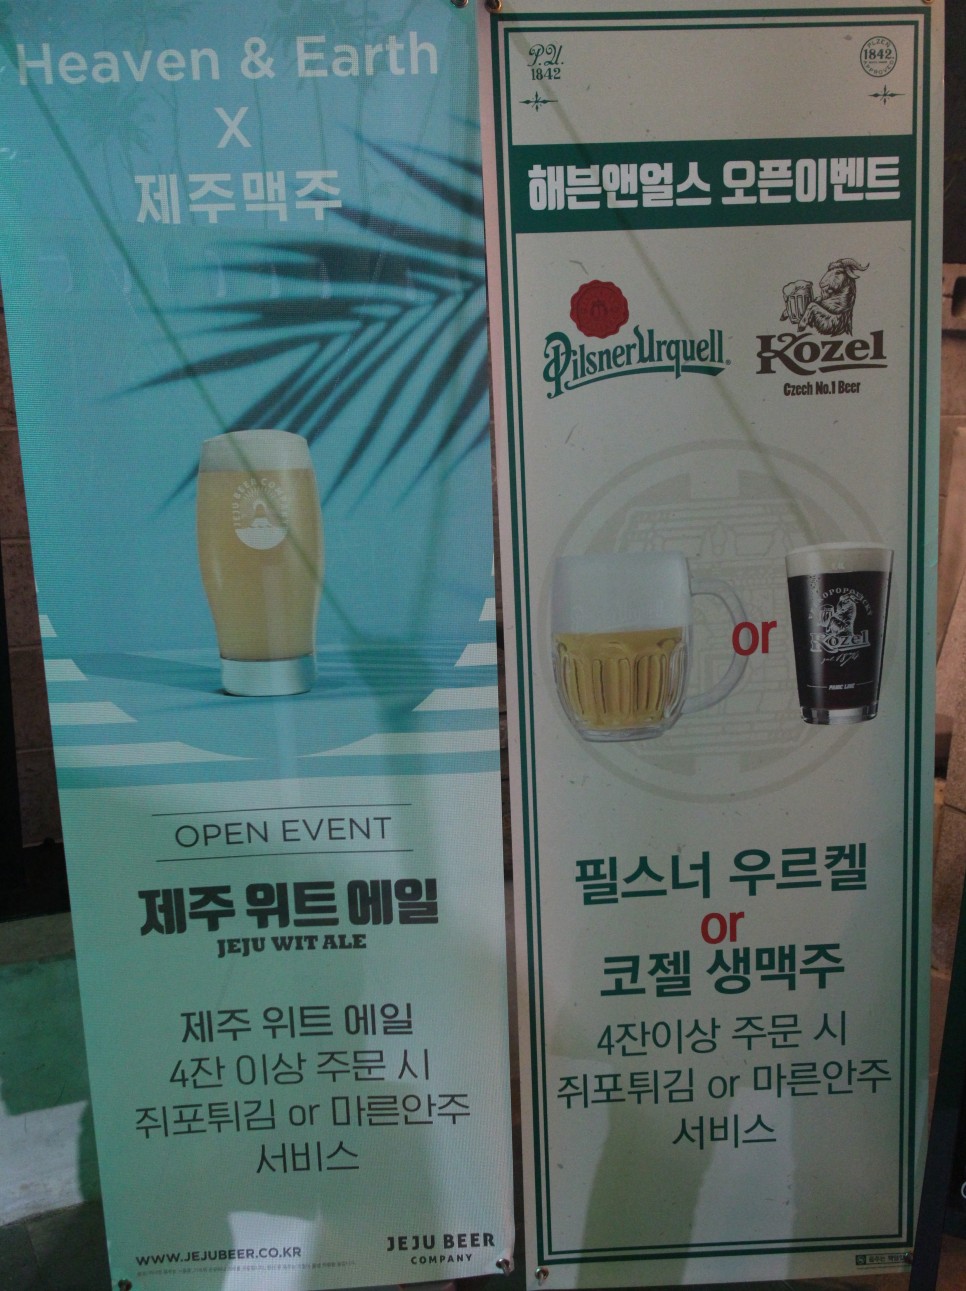 Heaven & Earth
X
제주맥주
JEJU BEER COMPANY
OPEN EVENT
제주 위트 에일
JEJU WIT ALE
제주 위트 에일
4잔 이상 주문 시
쥐포튀김 or 마른안주
서비스
WWW.JEJUBEER.CO.KR
JEJU BEER
COMPANY
P.U.
1842
PLZEN
1842
해븐앤얼스 오픈이벤트
Pilsner Urquell
Kozel
Czech No.1 Beer
or
Kozel
필스너 우르켈
or
코젤 생맥주
4잔이상 주문 시
쥐포튀김 or 마른안주
서비스